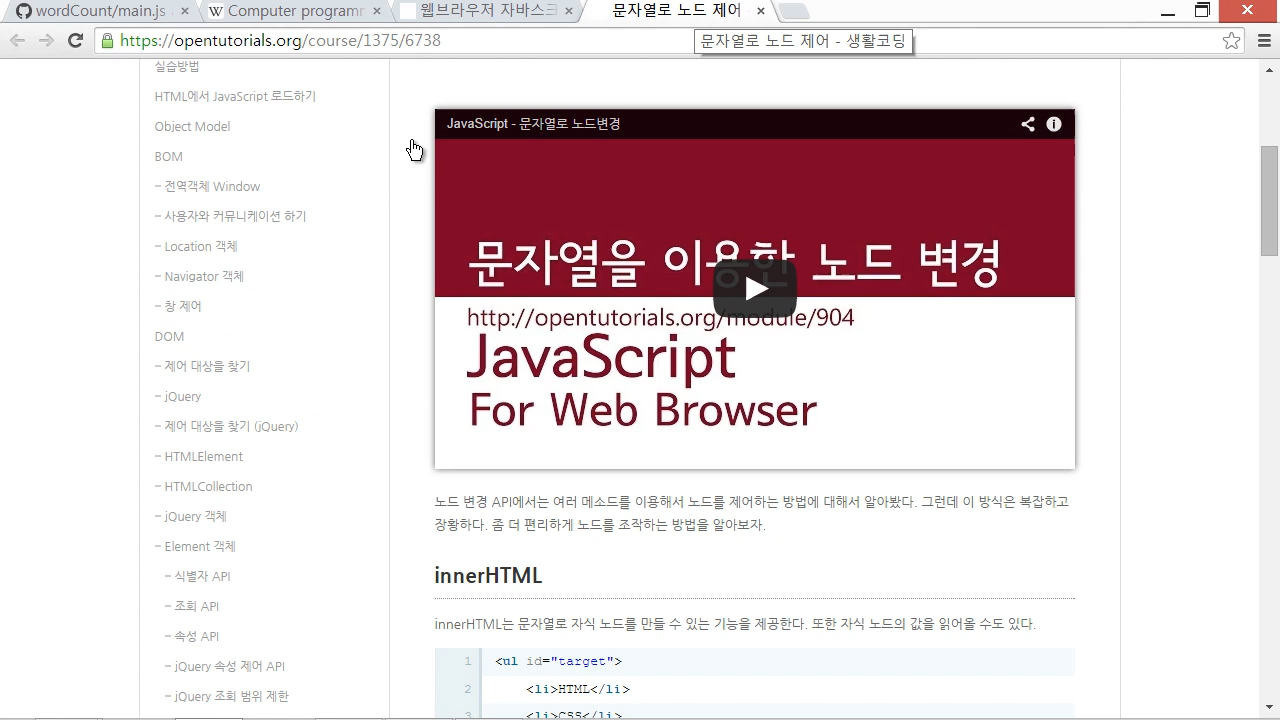 wordCount/main.js
Computer programm
웹브라우저 자바스크
문자열로 노드 제어
https://opentutorials.org/course/1375/6738
문자열로 노드 제어 - 생활코딩
실습방법
HTML에서 JavaScript 로드하기
Object Model
BOM
- 전역객체 Window
- 사용자와 커뮤니케이션 하기
- Location 객체
- Navigator 객체
- 창 제어
DOM
- 제어 대상을 찾기
- jQuery
- 제어 대상을 찾기 (jQuery)
- HTMLElement
- HTMLCollection
- jQuery 객체
- Element 객체
- 식별자 API
- 조회 API
- 속성 API
- jQuery 속성 제어 API
- jQuery 조회 범위 제한
JavaScript - 문자열로 노드변경
문자열을 이용한 노드 변경
http://opentutorials.org/module/904
JavaScript
For Web Browser
노드 변경 API에서는 여러 메소드를 이용해서 노드를 제어하는 방법에 대해서 알아봤다. 그런데 이 방식은 복잡하고
장황하다. 좀 더 편리하게 노드를 조작하는 방법을 알아보자.
innerHTML
innerHTML는 문자열로 자식 노드를 만들 수 있는 기능을 제공한다. 또한 자식 노드의 값을 읽어올 수도 있다.
1 <ul id="target">
2 <li>HTML</li>
3 <li>CSS</li>